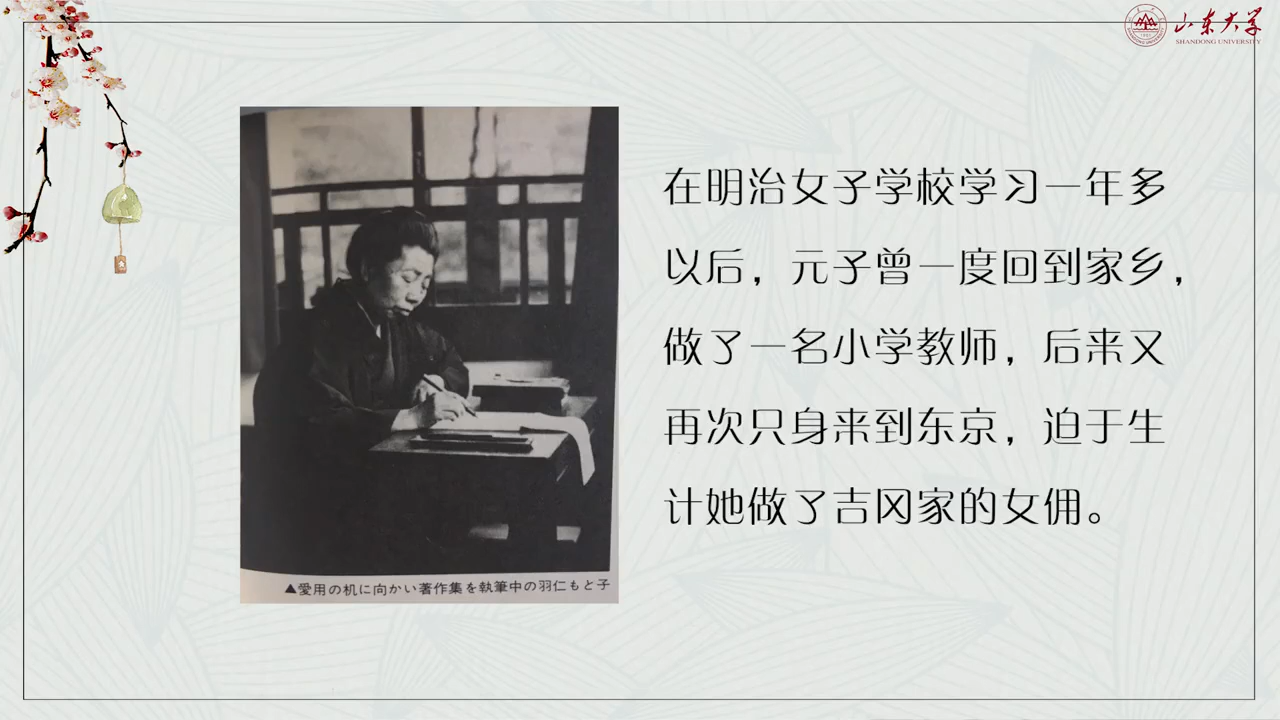 山东大学
SHANDONG UNIVERSITY
在明治女子学校学习一年多
以后，元子曾一度回到家乡，
做了一名小学教师，后来又
再次只身来到东京，迫于生
计她做了吉冈家的女佣。
▲愛用の机に向かい著作集を執筆中の羽仁もと子